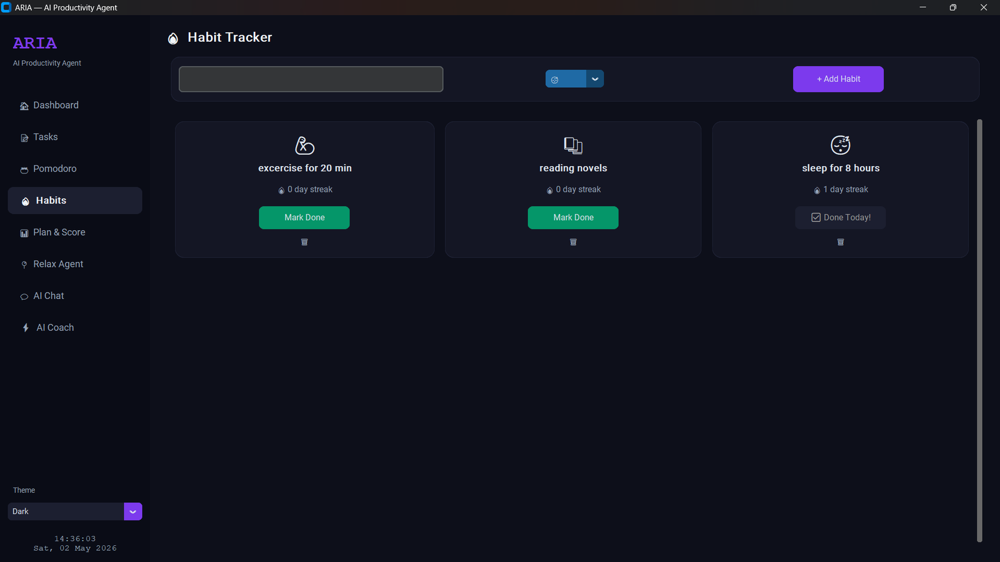 ARIA — AI Productivity Agent
ARIA
AI Productivity Agent
Dashboard
Tasks
Pomodoro
Habits
Plan & Score
Relax Agent
AI Chat
AI Coach
Theme
Dark
14:36:03
Sat, 02 May 2026
Habit Tracker
+ Add Habit
excercise for 20 min
0 day streak
Mark Done
reading novels
0 day streak
Mark Done
sleep for 8 hours
1 day streak
Done Today!